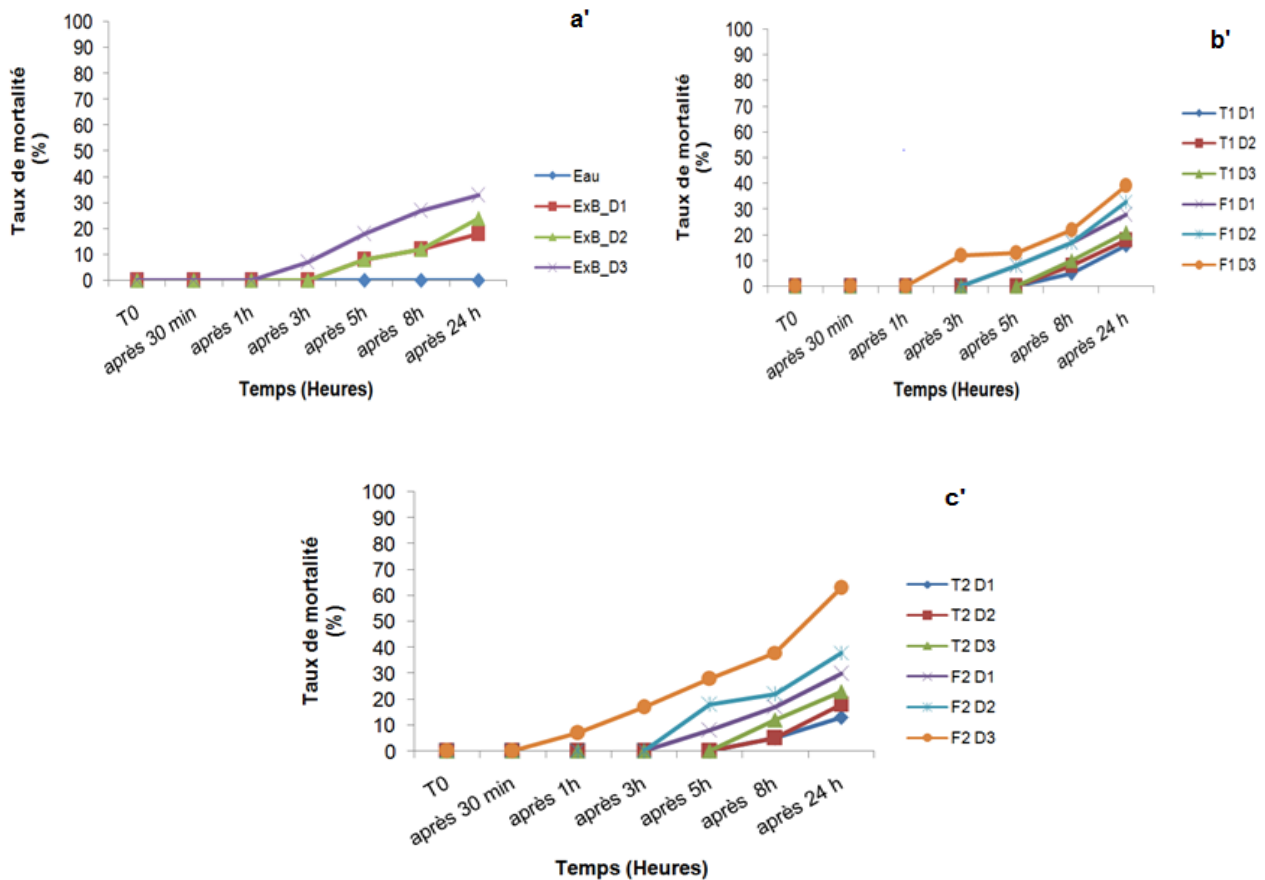 a'
Taux de mortalité
(%)
100
90
80
70
60
50
40
30
20
10
0
T0
après 30 min
après 1h
après 3h
après 5h
après 8h
après 24 h
Temps (Heures)
Eau
ExB_D1
ExB_D2
ExB_D3
b'
Taux de mortalité
(%)
100
90
80
70
60
50
40
30
20
10
0
T0
après 30 min
après 1h
après 3h
après 5h
après 8h
après 24 h
Temps (Heures)
T1 D1
T1 D2
T1 D3
F1 D1
F1 D2
F1 D3
c'
Taux de mortalité
(%)
100
90
80
70
60
50
40
30
20
10
0
T0
après 30 min
après 1h
après 3h
après 5h
après 8h
après 24 h
Temps (Heures)
T2 D1
T2 D2
T2 D3
F2 D1
F2 D2
F2 D3